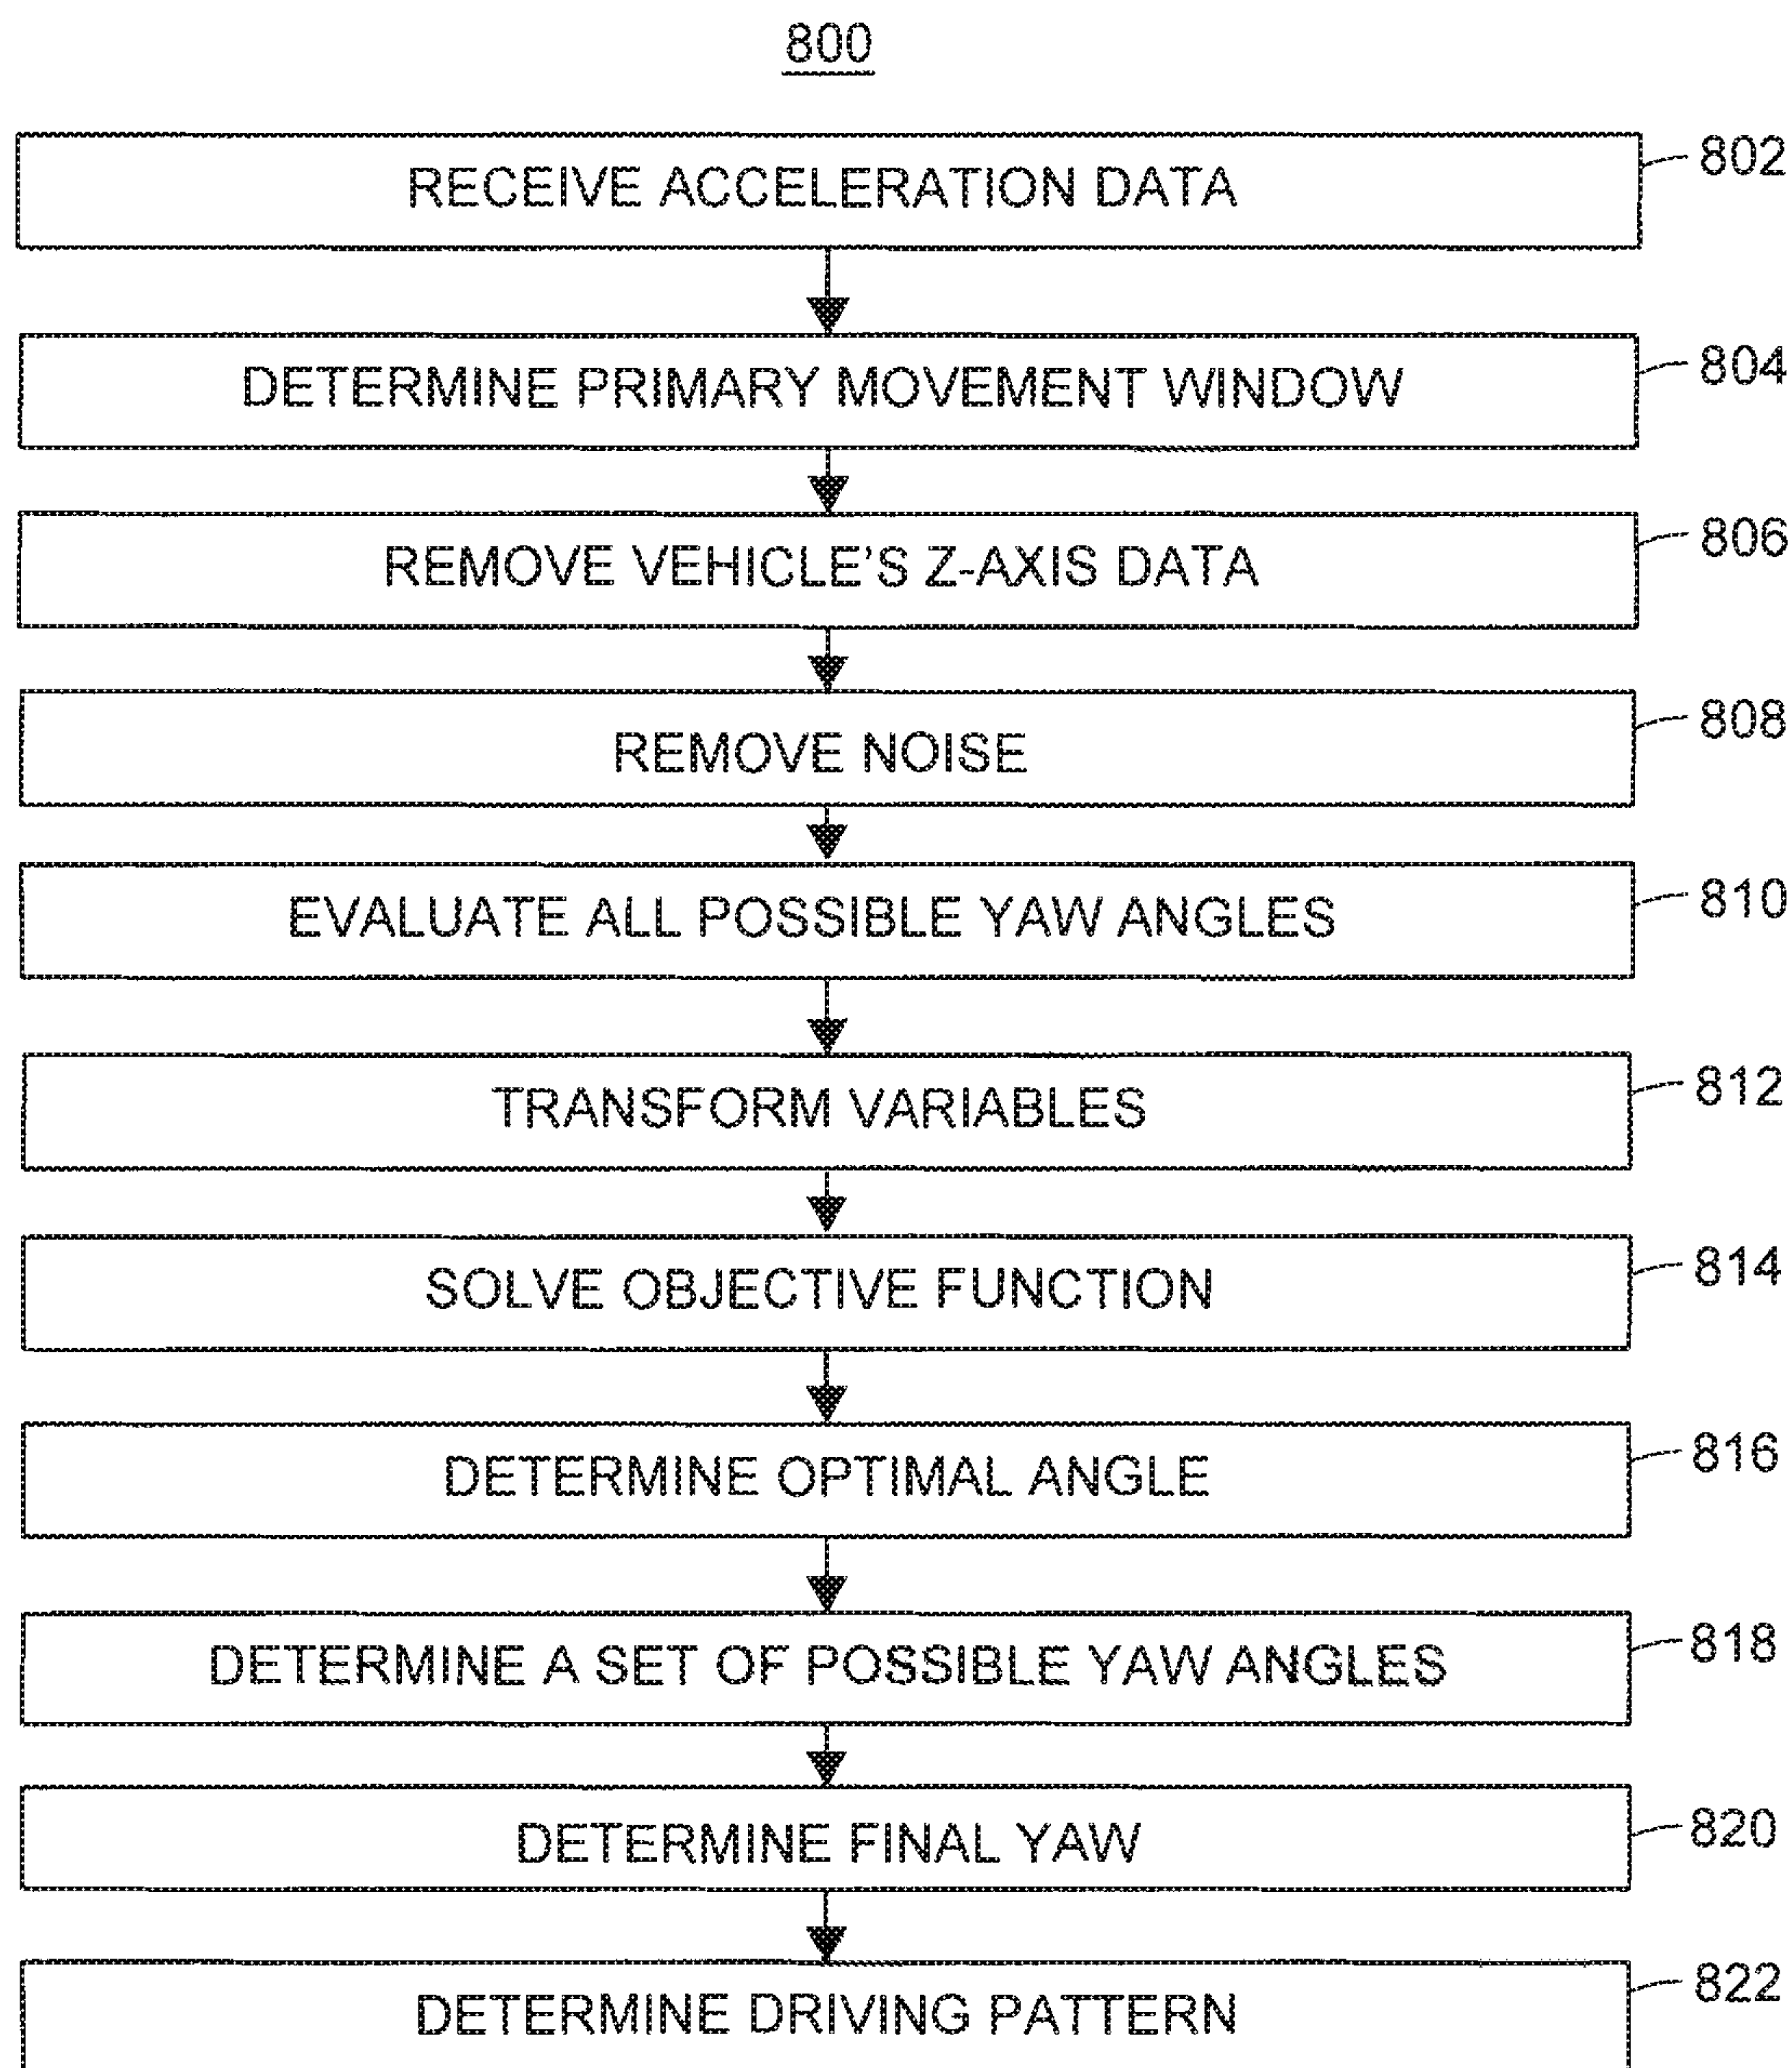 800
RECEIVE ACCELERATION DATA 802
DETERMINE PRIMARY MOVEMENT WINDOW 804
REMOVE VEHICLE'S Z-AXIS DATA 806
REMOVE NOISE 808
EVALUATE ALL POSSIBLE YAW ANGLES 810
TRANSFORM VARIABLES 812
SOLVE OBJECTIVE FUNCTION 814
DETERMINE OPTIMAL ANGLE 816
DETERMINE A SET OF POSSIBLE YAW ANGLES 818
DETERMINE FINAL YAW 820
DETERMINE DRIVING PATTERN 822